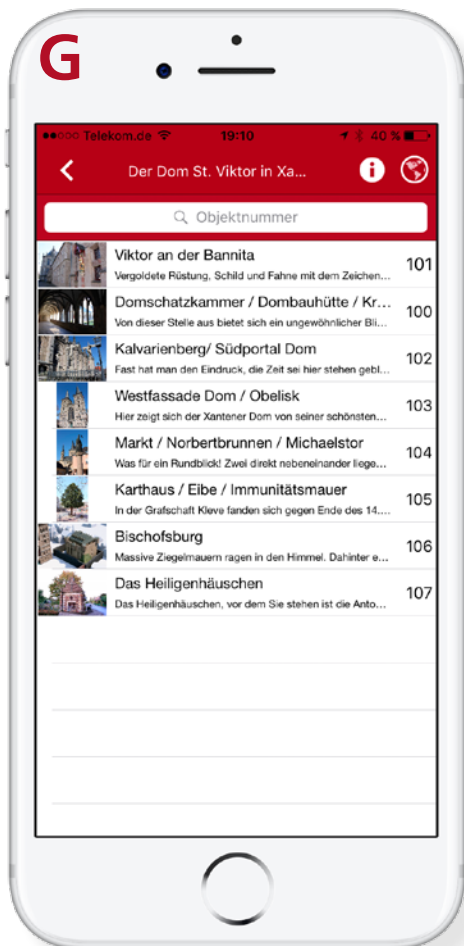 G
Telekom.de 19:10 40 %
Der Dom St. Viktor in Xa...
Objektnummer
Viktor an der Bannita 101
Vergoldete Rüstung, Schild und Fahne mit dem Zeichen...
Domschatzkammer / Dombauhütte / Kr... 100
Von dieser Stelle aus bietet sich ein ungewöhnlicher Bli...
Kalvarienberg/ Südportal Dom 102
Fast hat man den Eindruck, die Zeit sei hier stehen gebl...
Westfassade Dom / Obelisk 103
Hier zeigt sich der Xantener Dom von seiner schönsten...
Markt / Norbertbrunnen / Michaelstor 104
Was für ein Rundblick! Zwei direkt nebeneinander liege...
Karthaus / Eibe / Immunitätsmauer 105
In der Grafschaft Kleve fanden sich gegen Ende des 14....
Bischofsburg 106
Massive Ziegelmauern ragen in den Himmel. Dahinter e...
Das Heiligenhäuschen 107
Das Heiligenhäuschen, vor dem Sie stehen ist die Anto...